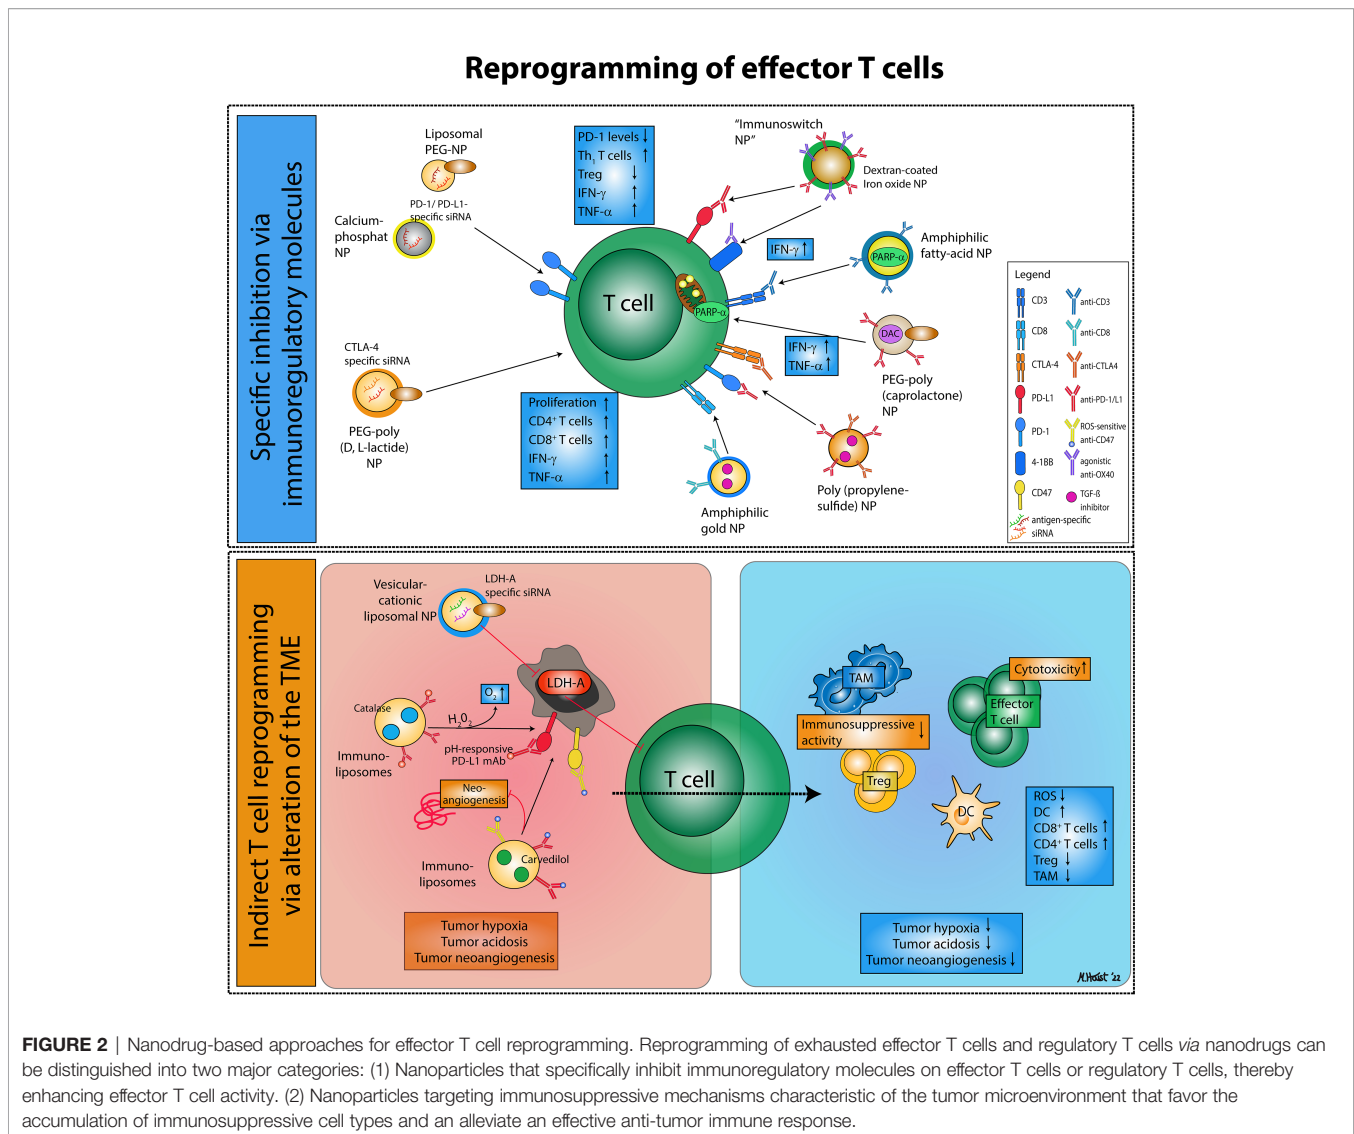 Reprogramming of effector T cells
Specific inhibition via
immunoregulatory molecules
Liposomal
PEG-NP
PD-1/ PD-L1-
specific siRNA
Calcium-
phosphat
NP
CTLA-4
specific siRNA
PEG-poly
(D, L-lactide)
NP
PD-1 levels ↓
Th1 T cells ↑
Treg ↓
IFN-γ ↑
TNF-α ↑
T cell
PARP-α
Proliferation ↑
CD4+ T cells ↑
CD8+ T cells ↑
IFN-γ ↑
TNF-α ↑
"Immunoswitch
NP"
Dextran-coated
Iron oxide NP
IFN-γ ↑
Amphiphilic
fatty-acid NP
PARP-α
DAC
IFN-γ ↑
TNF-α ↑
PEG-poly
(caprolactone)
NP
Poly (propylene-
sulfide) NP
Amphiphilic
gold NP
Legend
CD3
anti-CD3
CD8
anti-CD8
CTLA-4
anti-CTLA4
PD-L1
anti-PD-1/L1
PD-1
ROS-sensitive
anti-CD47
4-1BB
agonistic
anti-OX40
CD47
TGF-ß
inhibitor
antigen-specific
siRNA
Indirect T cell reprogramming
via alteration of the TME
Vesicular-
cationic
liposomal NP
LDH-A
specific siRNA
LDH-A
O2 ↑
Catalase
H2O2
Immuno-
liposomes
pH-responsive
PD-L1 mAb
Neo-
angiogenesis
Carvedilol
Immuno-
liposomes
Tumor hypoxia
Tumor acidosis
Tumor neoangiogenesis
T cell
TAM
Immunosuppressive ↓
activity
Treg
Cytotoxicity ↑
Effector
T cell
DC
ROS ↓
DC ↑
CD8+ T cells ↑
CD4+ T cells ↑
Treg ↓
TAM ↓
Tumor hypoxia ↓
Tumor acidosis ↓
Tumor neoangiogenesis ↓
M.Haist '22
FIGURE 2 | Nanodrug-based approaches for effector T cell reprogramming. Reprogramming of exhausted effector T cells and regulatory T cells via nanodrugs can
be distinguished into two major categories: (1) Nanoparticles that specifically inhibit immunoregulatory molecules on effector T cells or regulatory T cells, thereby
enhancing effector T cell activity. (2) Nanoparticles targeting immunosuppressive mechanisms characteristic of the tumor microenvironment that favor the
accumulation of immunosuppressive cell types and an alleviate an effective anti-tumor immune response.